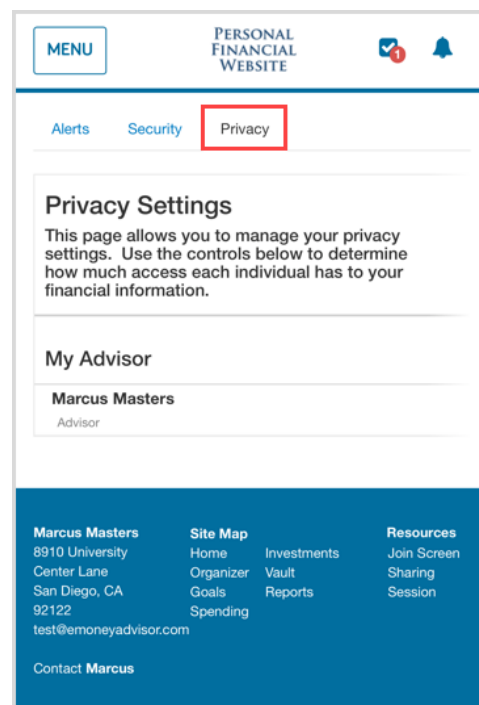 MENU
PERSONAL
FINANCIAL
WEBSITE
1
Alerts Security Privacy
Privacy Settings
This page allows you to manage your privacy
settings. Use the controls below to determine
how much access each individual has to your
financial information.
My Advisor
Marcus Masters
Advisor
Marcus Masters
8910 University
Center Lane
San Diego, CA
92122
test@emoneyadvisor.com
Contact Marcus
Site Map
Home Investments
Organizer Vault
Goals Reports
Spending
Resources
Join Screen
Sharing
Session